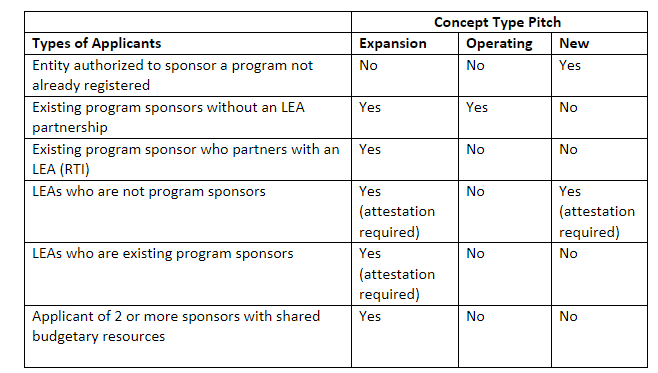 Concept Type Pitch
Types of Applicants Expansion Operating New
Entity authorized to sponsor a program not No No Yes
already registered
Existing program sponsors without an LEA Yes Yes No
partnership
Existing program sponsor who partners with an Yes No No
LEA (RTI)
LEAs who are not program sponsors Yes No Yes
(attestation (attestation
required) required)
LEAs who are existing program sponsors Yes No No
(attestation
required)
Applicant of 2 or more sponsors with shared Yes No No
budgetary resources